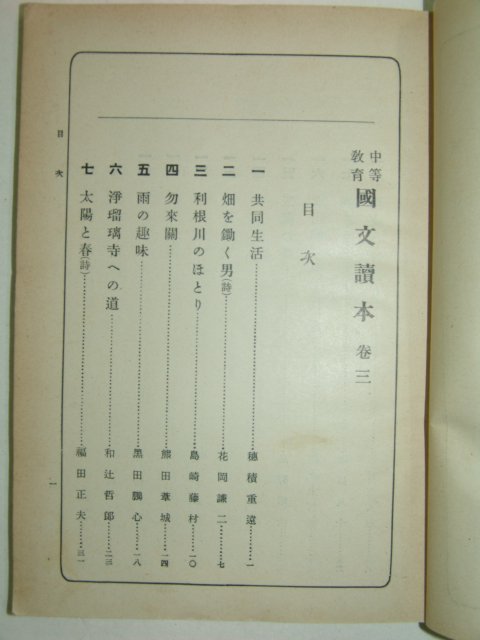 中等教育 國文讀本 卷三
目次
一 共同生活……穗積重遠……一
二 畑を鋤く男(詩)……花岡謙二……七
三 利根川のほとり……島崎藤村……一〇
四 勿來關……熊田葦城……一四
五 雨の趣味……黑田鵬心……一八
六 淨瑠璃寺への道……和辻哲郎……二三
七 太陽と春(詩)……福田正夫……三一
目次
一